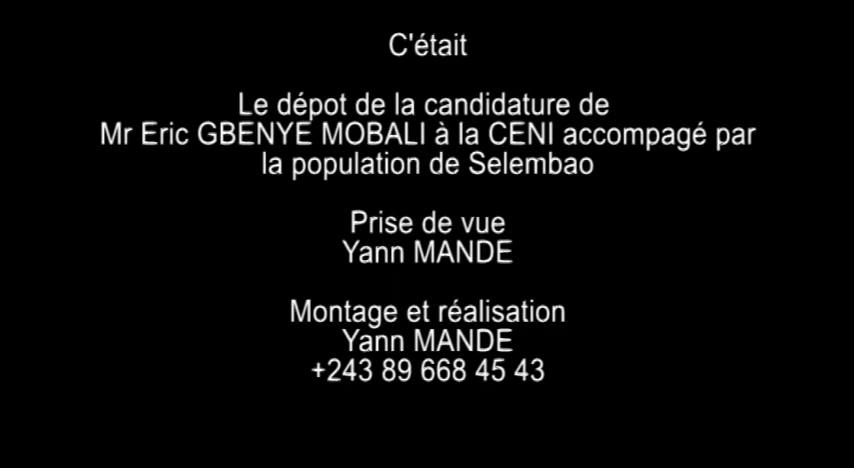 C'était
Le dépot de la candidature de
Mr Eric GBENYE MOBALI à la CENI accompagé par
la population de Selembao
Prise de vue
Yann MANDE
Montage et réalisation
Yann MANDE
+243 89 668 45 43